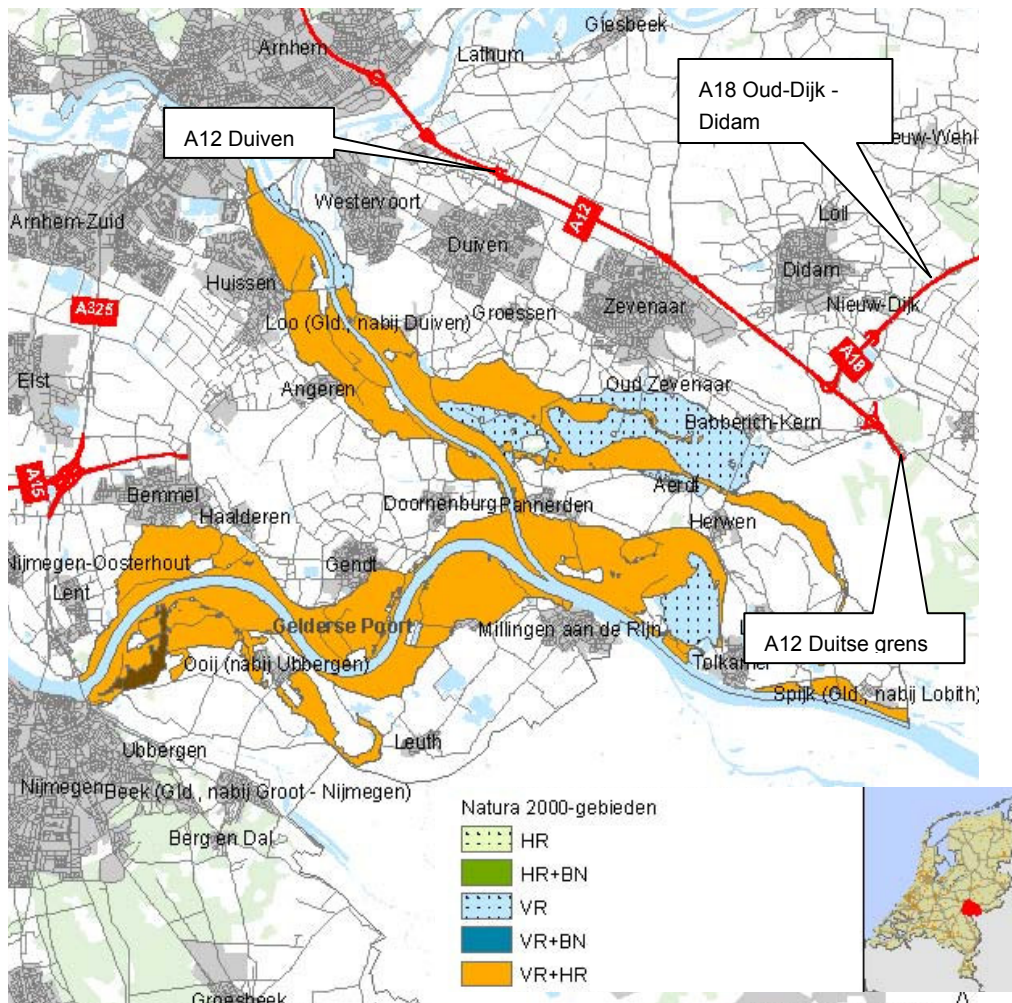 Giesbeek
Arnhem
Lathum
A18 Oud-Dijk -
Didam
A12 Duiven
Nieuw-Wehl
Westervoort
Arnhem-Zuid
A12
Loil
Duiven
Didam
Huissen
A325
Groessen
Zevenaar
Nieuw-Dijk
Loo (Gld., nabij Duiven)
A18
Elst
Angeren
Oud Zevenaar
Babberich-Kern
A15
Bemmel
Aerdt
Doornenburg
Pannerden
Haalderen
Herwen
Nijmegen-Oosterhout
Gendt
Lent
Gelderse Poort
Millingen aan de Rijn
A12 Duitse grens
Ooij (nabij Ubbergen)
Tolkamer
Spijk (Gld., nabij Lobith)
Leuth
Ubbergen
Nijmegen
Beek (Gld., nabij Groot - Nijmegen)
Natura 2000-gebieden
Berg en Dal
HR
HR+BN
VR
VR+BN
VR+HR
Groesbeek